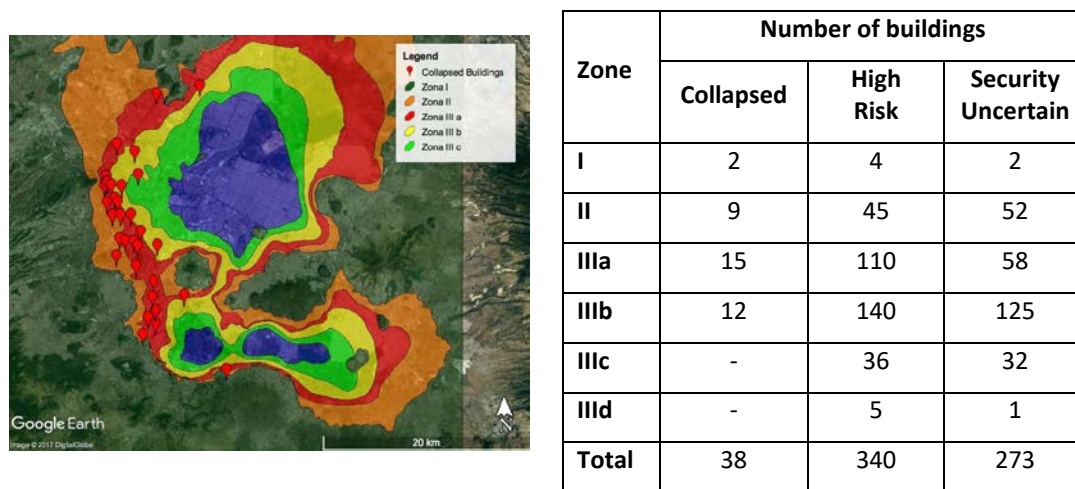 Legend
Collapsed Buildings
Zona I
Zona II
Zona III a
Zona III b
Zona III c
Google Earth
Image © 2017 DigitalGlobe
20 km
N
Zone Number of buildings
Collapsed High Risk Security Uncertain
I 2 4 2
II 9 45 52
IIIa 15 110 58
IIIb 12 140 125
IIIc - 36 32
IIId - 5 1
Total 38 340 273